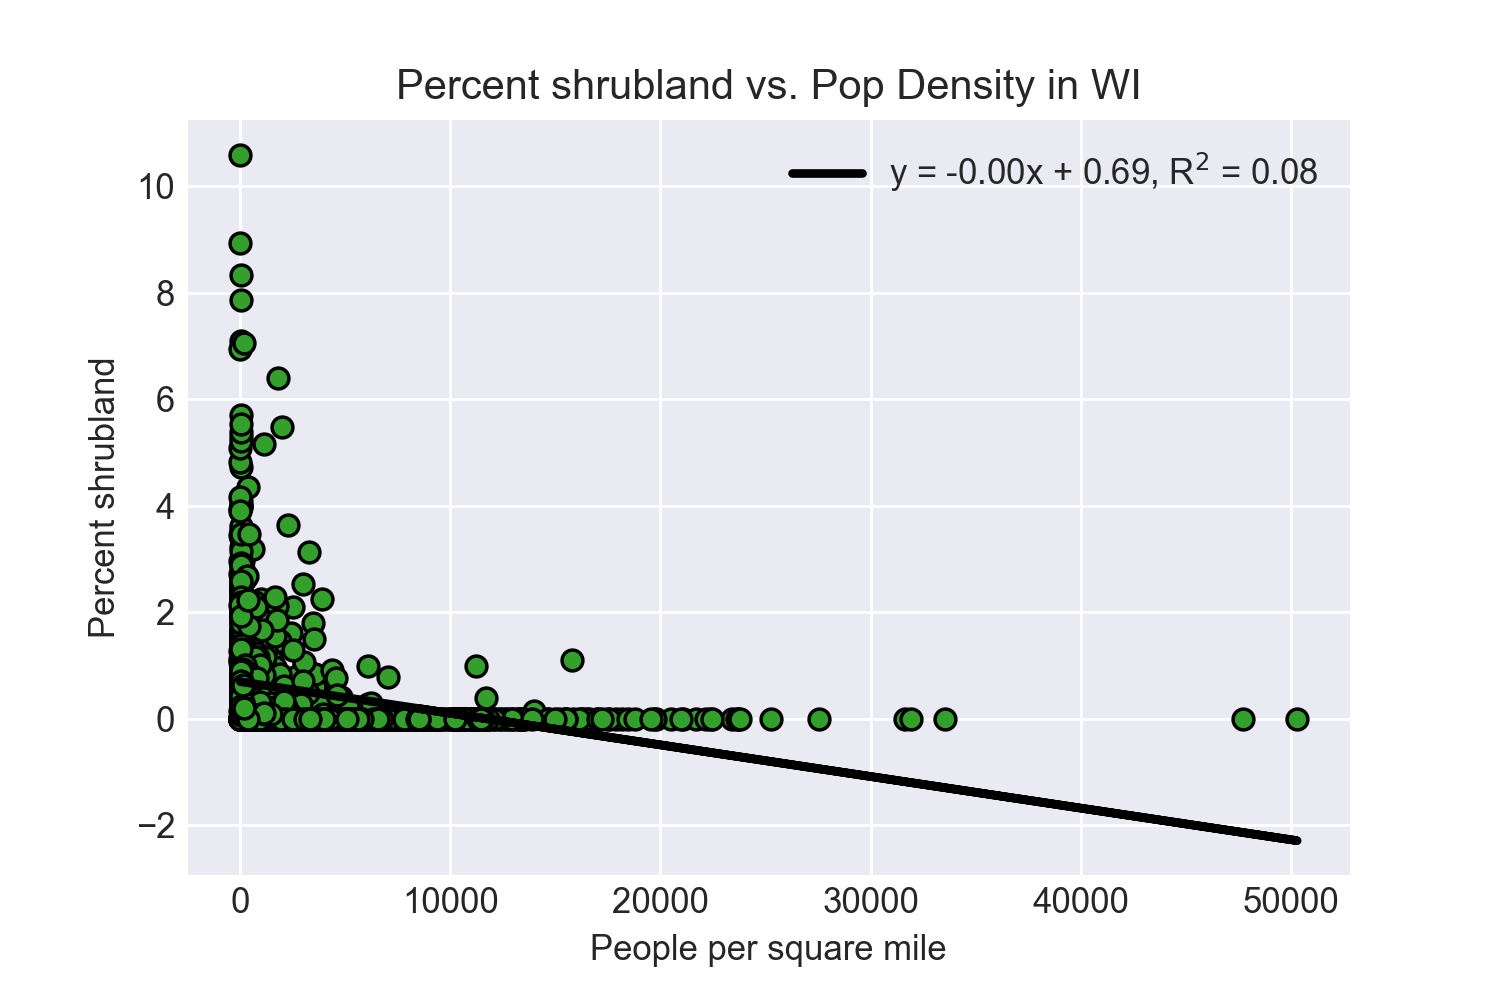 Percent shrubland vs. Pop Density in WI
y = -0.00x + 0.69, R² = 0.08
Percent shrubland
10
8
6
4
2
0
−2
0 10000 20000 30000 40000 50000
People per square mile